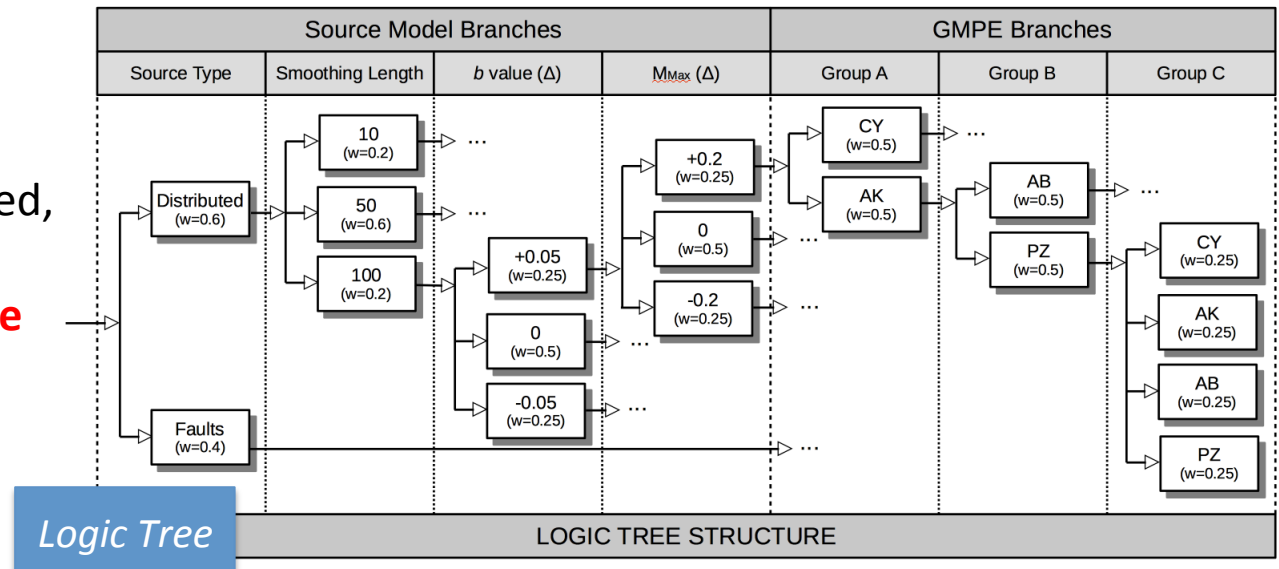 Source Model Branches
GMPE Branches
Source Type
Smoothing Length
b value (Δ)
MMax (Δ)
Group A
Group B
Group C
ed,
e
Distributed
(w=0.6)
Faults
(w=0.4)
10
(w=0.2)
...
50
(w=0.6)
...
100
(w=0.2)
+0.05
(w=0.25)
0
(w=0.5)
...
-0.05
(w=0.25)
...
+0.2
(w=0.25)
0
(w=0.5)
...
-0.2
(w=0.25)
...
...
CY
(w=0.5)
...
AK
(w=0.5)
AB
(w=0.5)
...
PZ
(w=0.5)
CY
(w=0.25)
AK
(w=0.25)
AB
(w=0.25)
PZ
(w=0.25)
Logic Tree
LOGIC TREE STRUCTURE